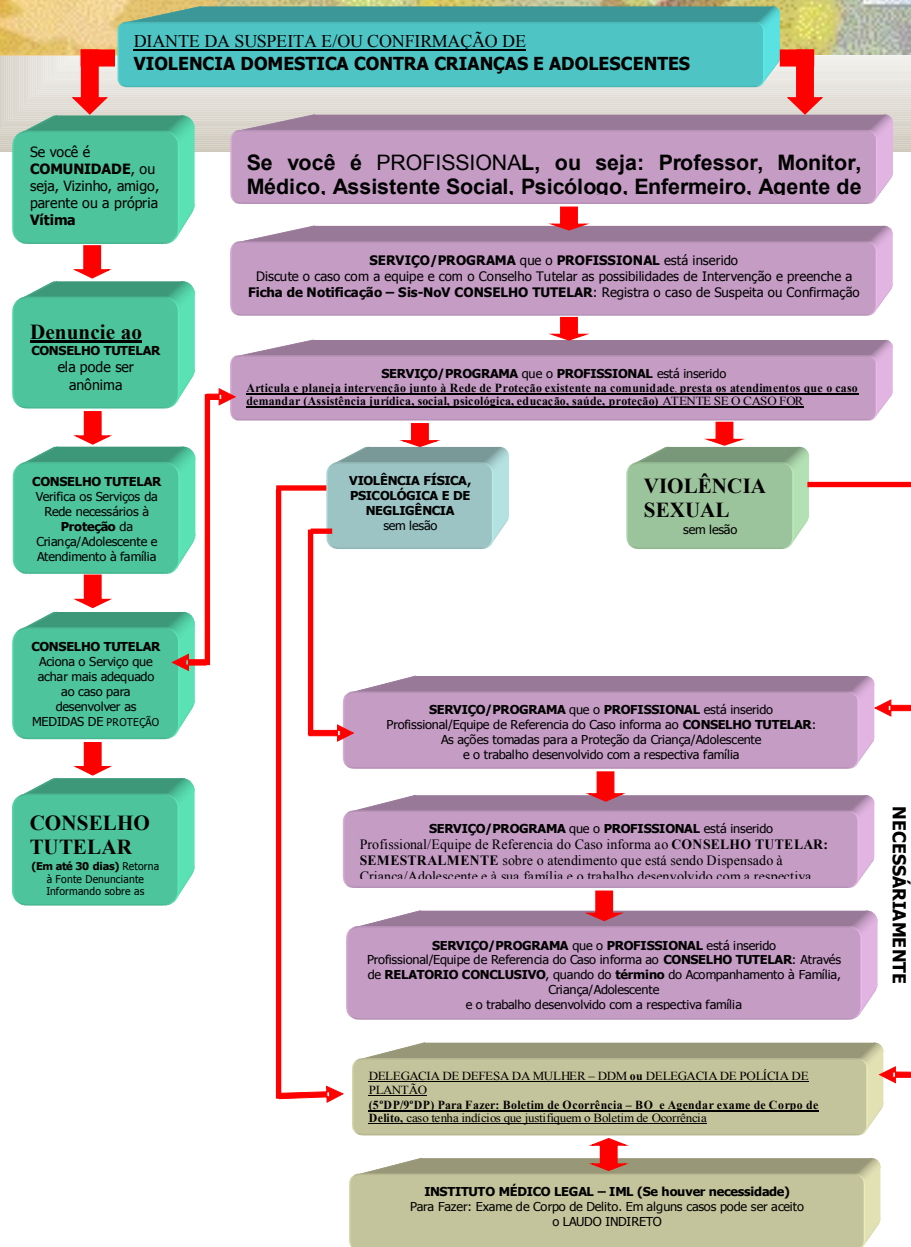 DIANTE DA SUSPEITA E/OU CONFIRMAÇÃO DE
VIOLENCIA DOMESTICA CONTRA CRIANÇAS E ADOLESCENTES
Se você é
COMUNIDADE, ou
seja, Vizinho, amigo,
parente ou a própria
Vítima
Denuncie ao
CONSELHO TUTELAR
ela pode ser
anônima
CONSELHO TUTELAR
Verifica os Serviços da
Rede necessários à
Proteção da
Criança/Adolescente e
Atendimento à família
CONSELHO TUTELAR
Aciona o Serviço que
achar mais adequado
ao caso para
desenvolver as
MEDIDAS DE PROTEÇÃO
CONSELHO
TUTELAR
(Em até 30 dias) Retorna
à Fonte Denunciante
Informando sobre as
Se você é PROFISSIONAL, ou seja: Professor, Monitor,
Médico, Assistente Social, Psicólogo, Enfermeiro, Agente de
SERVIÇO/PROGRAMA que o PROFISSIONAL está inserido
Discute o caso com a equipe e com o Conselho Tutelar as possibilidades de Intervenção e preenche a
Ficha de Notificação – Sis-NoV CONSELHO TUTELAR: Registra o caso de Suspeita ou Confirmação
SERVIÇO/PROGRAMA que o PROFISSIONAL está inserido
Articula e planeja intervenção junto à Rede de Proteção existente na comunidade, presta os atendimentos que o caso
demandar (Assistência jurídica, social, psicológica, educação, saúde, proteção) ATENTE SE O CASO FOR
VIOLÊNCIA FÍSICA,
PSICOLÓGICA E DE
NEGLIGÊNCIA
sem lesão
VIOLÊNCIA
SEXUAL
sem lesão
SERVIÇO/PROGRAMA que o PROFISSIONAL está inserido
Profissional/Equipe de Referencia do Caso informa ao CONSELHO TUTELAR:
As ações tomadas para a Proteção da Criança/Adolescente
e o trabalho desenvolvido com a respectiva família
SERVIÇO/PROGRAMA que o PROFISSIONAL está inserido
Profissional/Equipe de Referencia do Caso informa ao CONSELHO TUTELAR:
SEMESTRALMENTE sobre o atendimento que está sendo Dispensado à
Criança/Adolescente e à sua família e o trabalho desenvolvido com a respectiva
SERVIÇO/PROGRAMA que o PROFISSIONAL está inserido
Profissional/Equipe de Referencia do Caso informa ao CONSELHO TUTELAR: Através
de RELATORIO CONCLUSIVO, quando do término do Acompanhamento à Família,
Criança/Adolescente
e o trabalho desenvolvido com a respectiva família
NECESSÁRIAMENTE
DELEGACIA DE DEFESA DA MULHER – DDM ou DELEGACIA DE POLÍCIA DE
PLANTÃO
(5ºDP/9ºDP) Para Fazer: Boletim de Ocorrência – BO e Agendar exame de Corpo de
Delito, caso tenha indícios que justifiquem o Boletim de Ocorrência
INSTITUTO MÉDICO LEGAL – IML (Se houver necessidade)
Para Fazer: Exame de Corpo de Delito. Em alguns casos pode ser aceito
o LAUDO INDIRETO